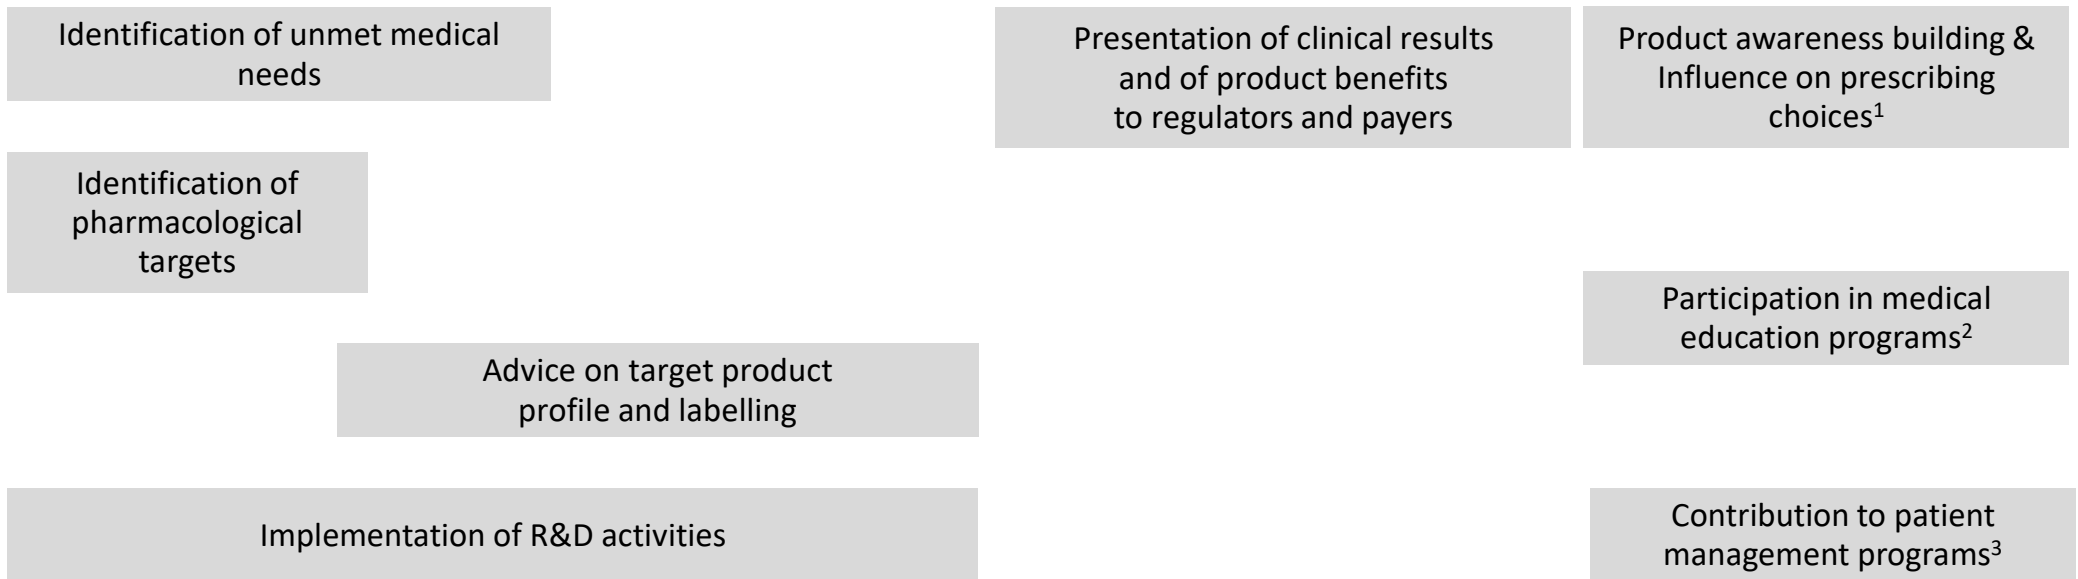 Identification of unmet medical
needs
Presentation of clinical results
and of product benefits
to regulators and payers
Product awareness building &
Influence on prescribing
choices¹
Identification of
pharmacological
targets
Participation in medical
education programs²
Advice on target product
profile and labelling
Implementation of R&D activities
Contribution to patient
management programs³